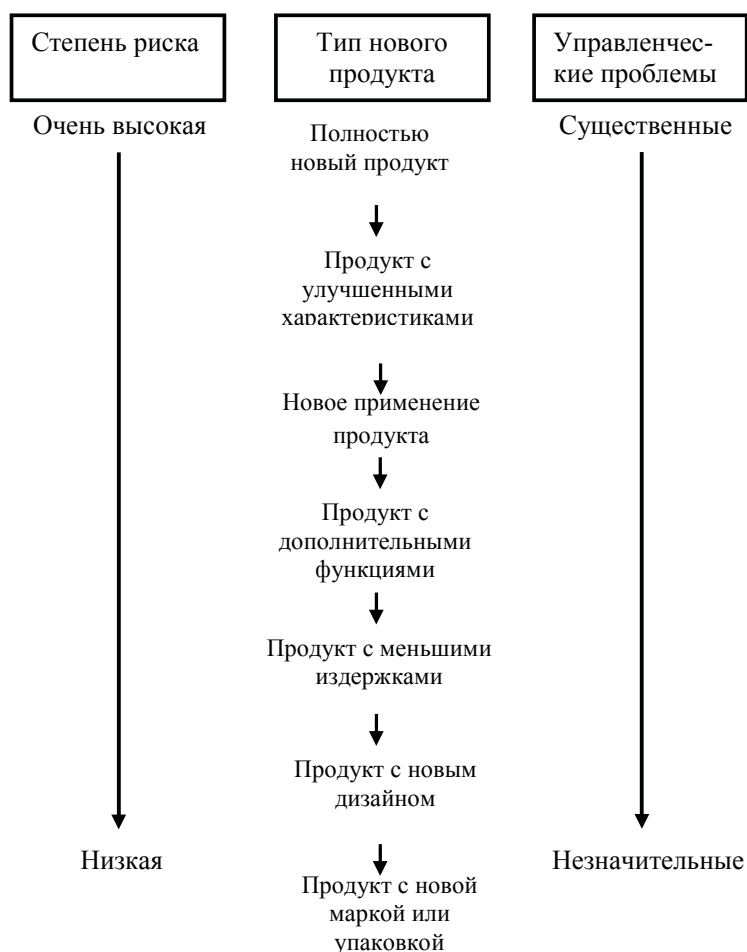 Степень риска
Тип нового
продукта
Управленчес-
кие проблемы
Очень высокая
Полностью
новый продукт
Существенные
Продукт с
улучшенными
характеристиками
Новое применение
продукта
Продукт с
дополнительными
функциями
Продукт с меньшими
издержками
Продукт с новым
дизайном
Низкая
Незначительные
Продукт с новой
маркой или
упаковкой